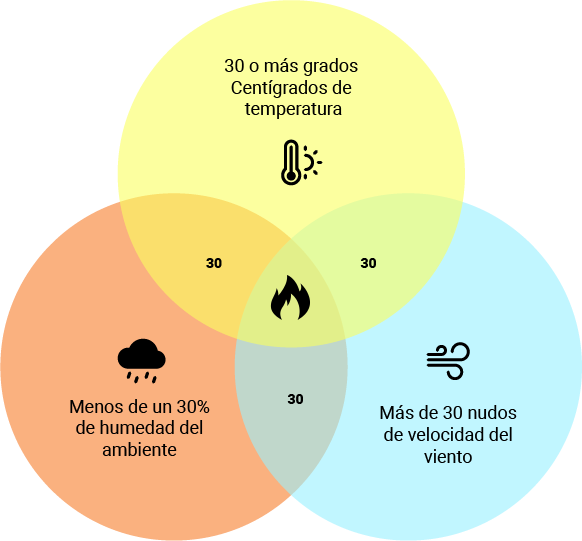 30 o más grados
Centígrados de
temperatura
30
30
Menos de un 30%
de humedad del
ambiente
30
Más de 30 nudos
de velocidad del
viento